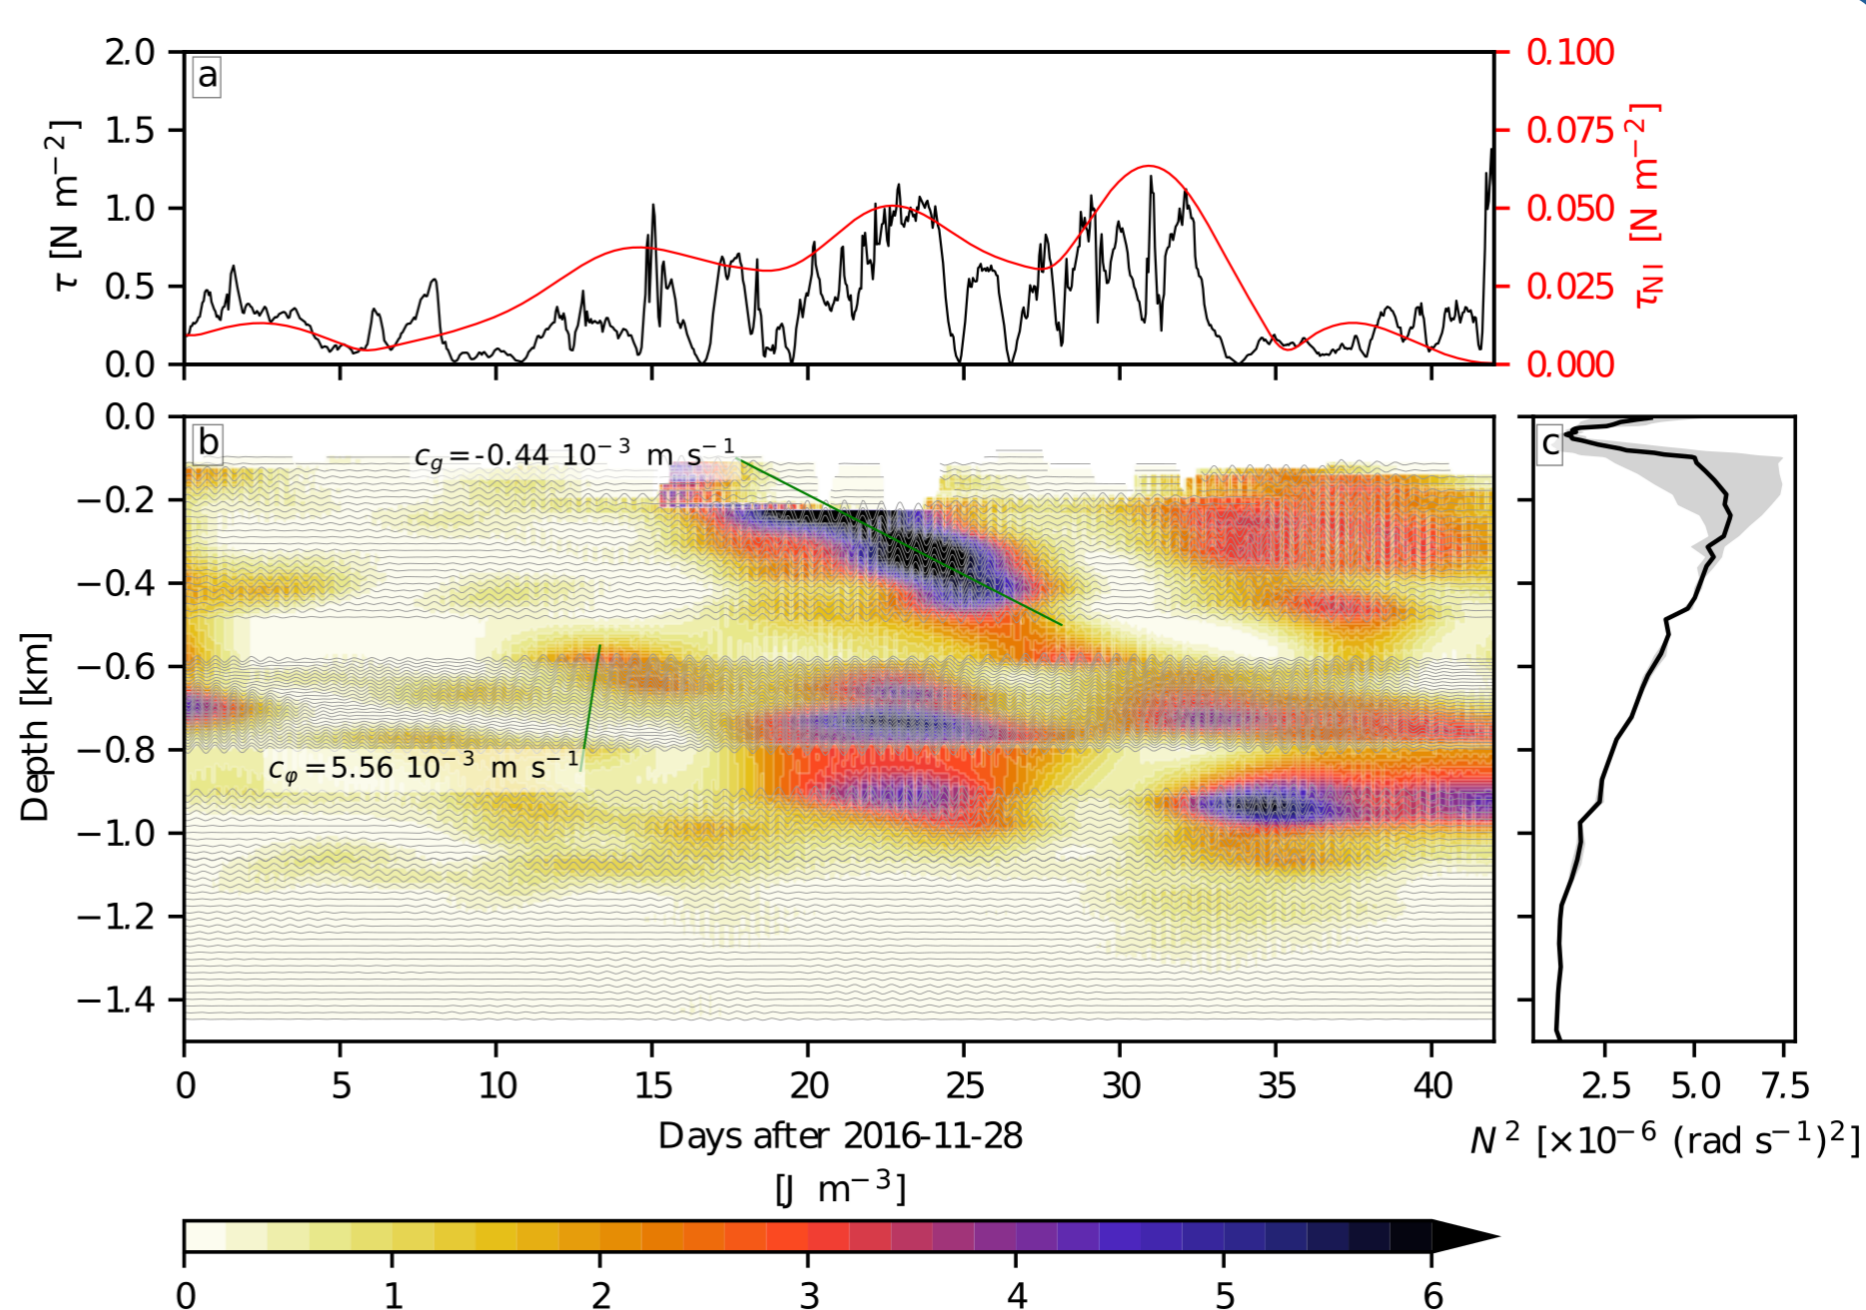 a
2.0
1.5
1.0
0.5
0.0
τ [N m⁻²]
0.100
0.075
0.050
0.025
0.000
τNI [N m⁻²]
b
cg=-0.44 10⁻³ m s⁻¹
cφ=5.56 10⁻³ m s⁻¹
0.0
−0.2
−0.4
−0.6
−0.8
−1.0
−1.2
−1.4
Depth [km]
0 5 10 15 20 25 30 35 40
Days after 2016-11-28
c
2.5 5.0 7.5
N² [×10⁻⁶ (rad s⁻¹)²]
[J m⁻³]
0 1 2 3 4 5 6